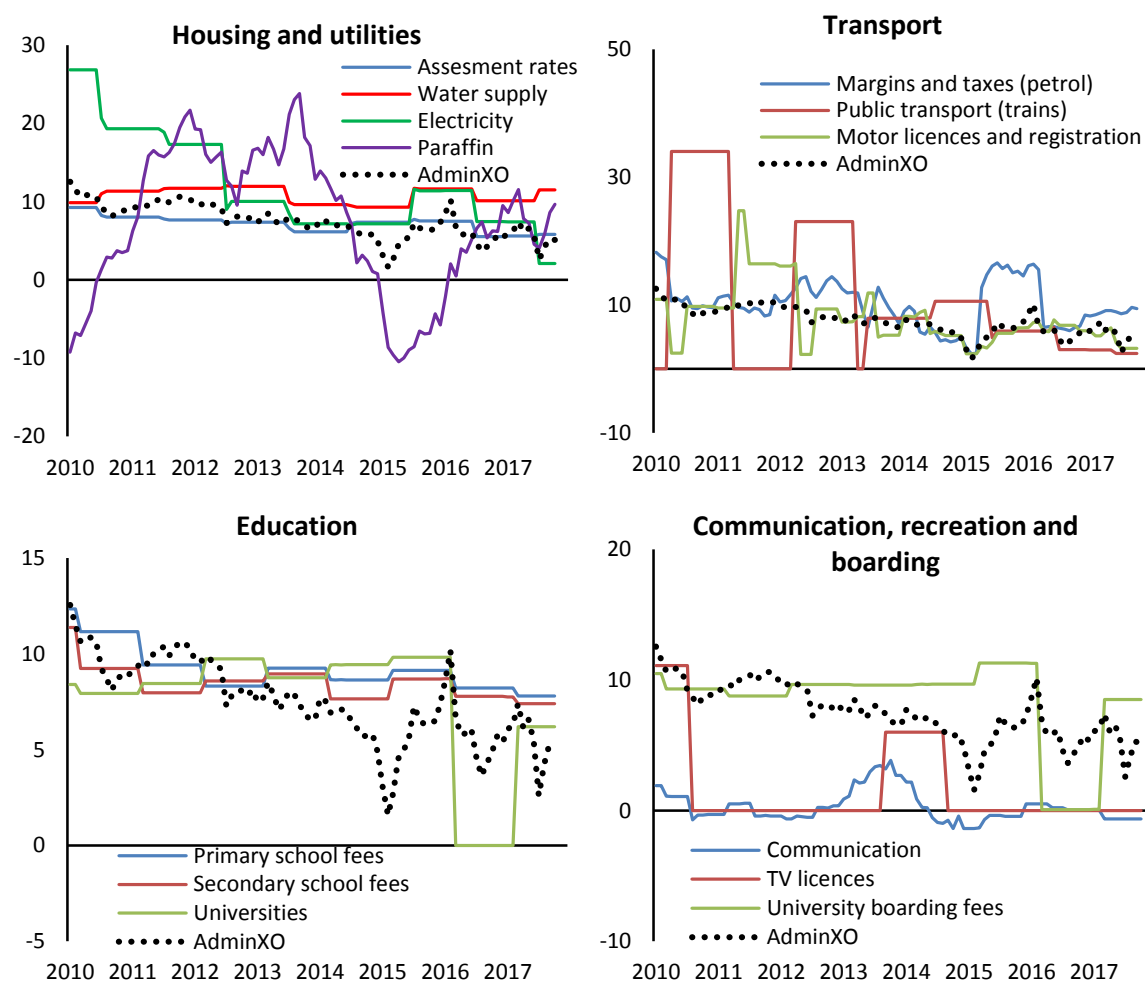 Housing and utilities
30
20
10
0
-10
-20
Assesment rates
Water supply
Electricity
Paraffin
AdminXO
2010 2011 2012 2013 2014 2015 2016 2017
Transport
50
30
10
-10
Margins and taxes (petrol)
Public transport (trains)
Motor licences and registration
AdminXO
2010 2011 2012 2013 2014 2015 2016 2017
Education
15
10
5
0
-5
Primary school fees
Secondary school fees
Universities
AdminXO
2010 2011 2012 2013 2014 2015 2016 2017
Communication, recreation and
boarding
20
10
0
-10
Communication
TV licences
University boarding fees
AdminXO
2010 2011 2012 2013 2014 2015 2016 2017